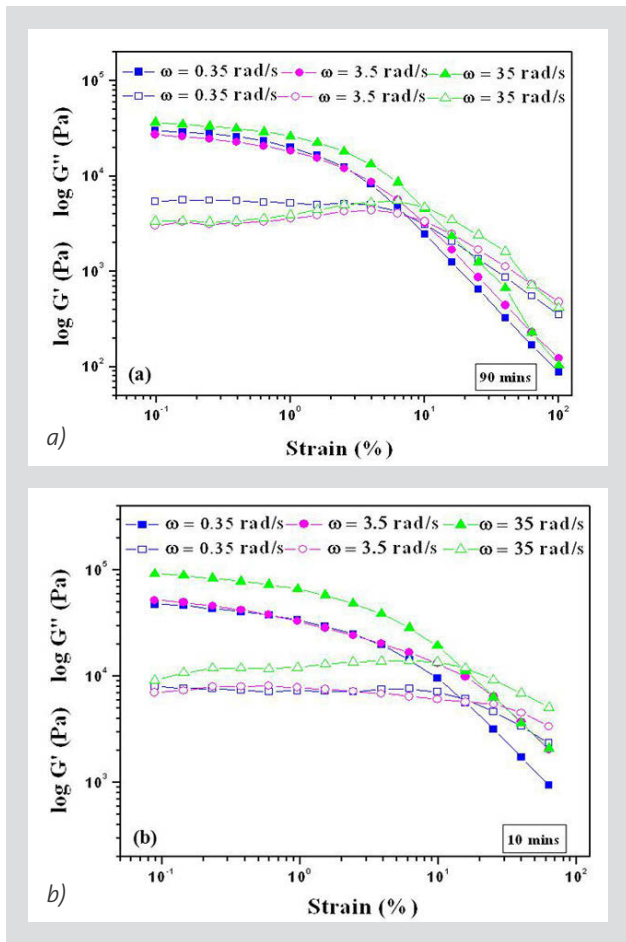 ω = 0.35 rad/s ω = 3.5 rad/s ω = 35 rad/s
ω = 0.35 rad/s ω = 3.5 rad/s ω = 35 rad/s
log G' (Pa) log G'' (Pa)
10⁵
10⁴
10³
10²
(a)
90 mins
10⁻¹ 10⁰ 10¹ 10²
Strain (%)
a)
ω = 0.35 rad/s ω = 3.5 rad/s ω = 35 rad/s
ω = 0.35 rad/s ω = 3.5 rad/s ω = 35 rad/s
log G' (Pa) log G'' (Pa)
10⁵
10⁴
10³
(b)
10 mins
10⁻¹ 10⁰ 10¹ 10²
Strain (%)
b)